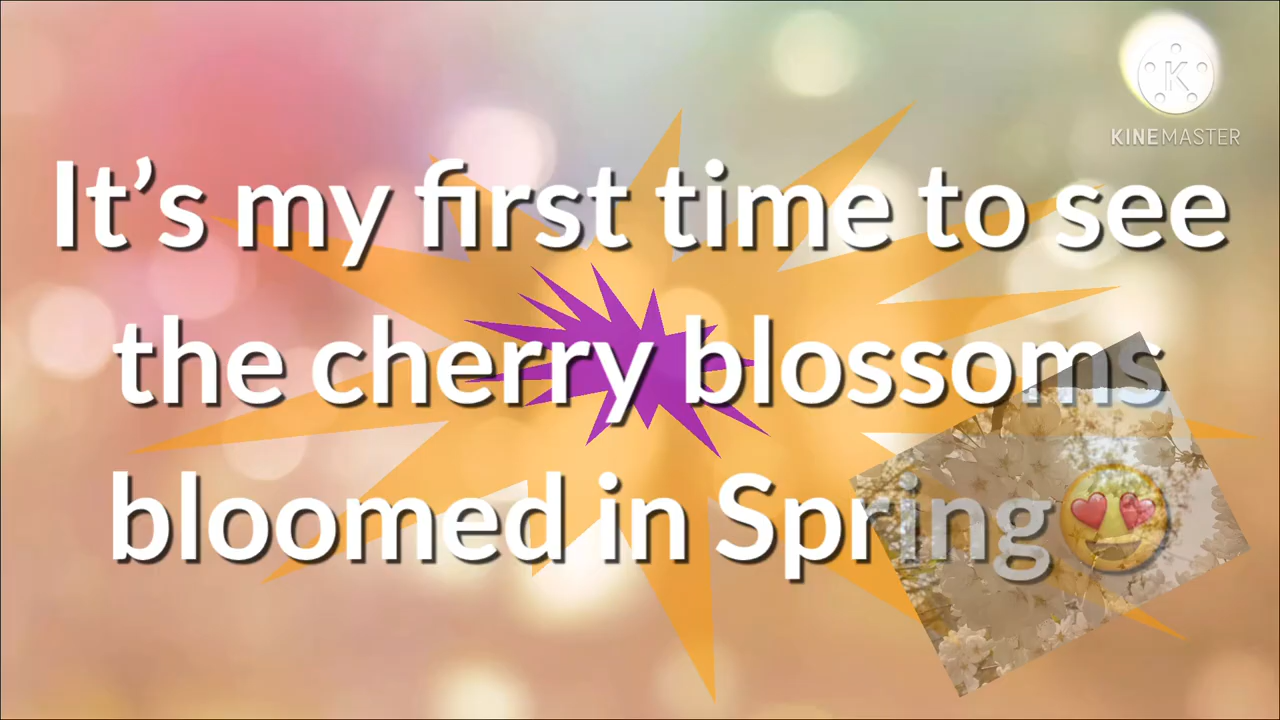 KINEMASTER
It’s my first time to see
the cherry blossoms
bloomed in Spring😍